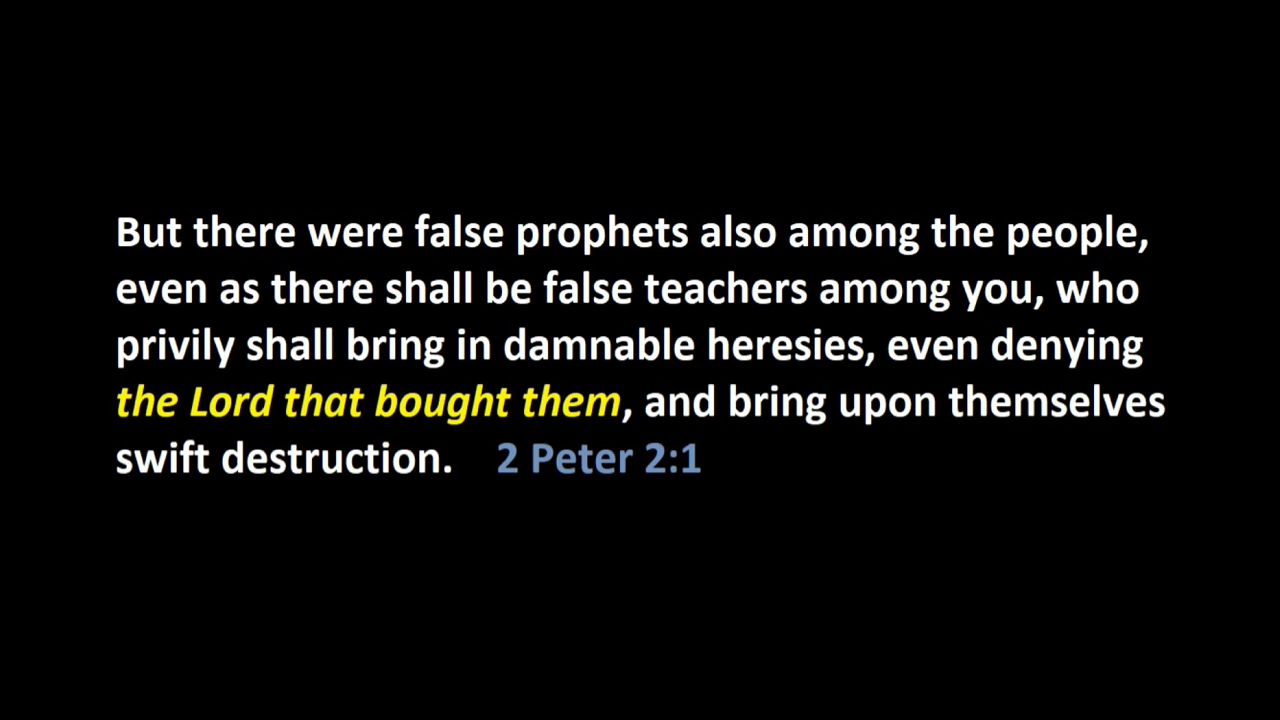 But there were false prophets also among the people,
even as there shall be false teachers among you, who
privily shall bring in damnable heresies, even denying
the Lord that bought them, and bring upon themselves
swift destruction. 2 Peter 2:1